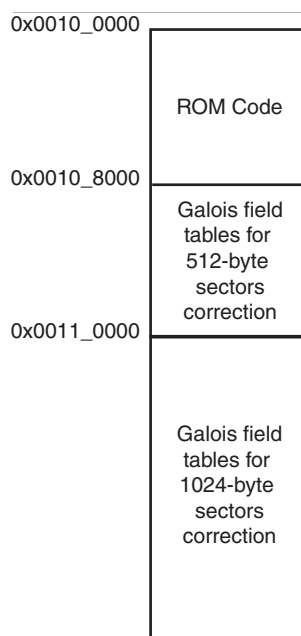 0x0010_0000
ROM Code
0x0010_8000
Galois field
tables for
512-byte
sectors
correction
0x0011_0000
Galois field
tables for
1024-byte
sectors
correction